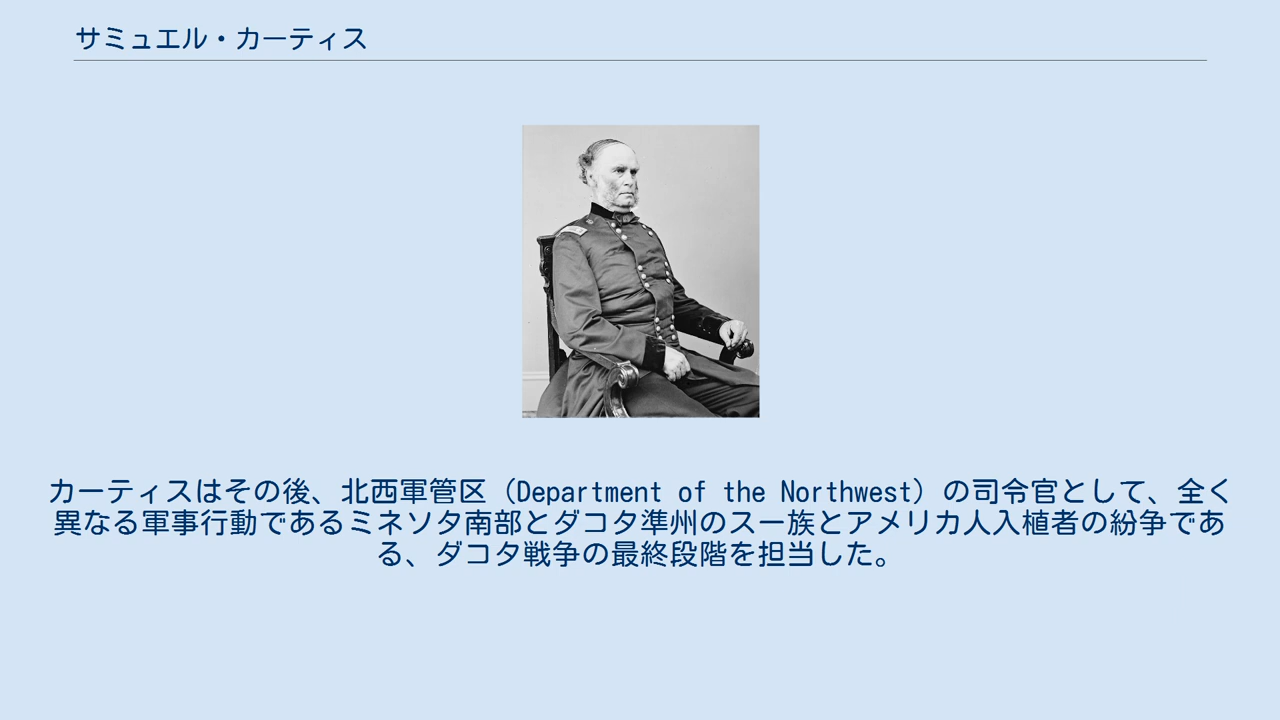 サミュエル・カーティス
カーティスはその後、北西軍管区（Department of the Northwest）の司令官として、全く
異なる軍事行動であるミネソタ南部とダコタ準州のスー族とアメリカ人入植者の紛争であ
る、ダコタ戦争の最終段階を担当した。